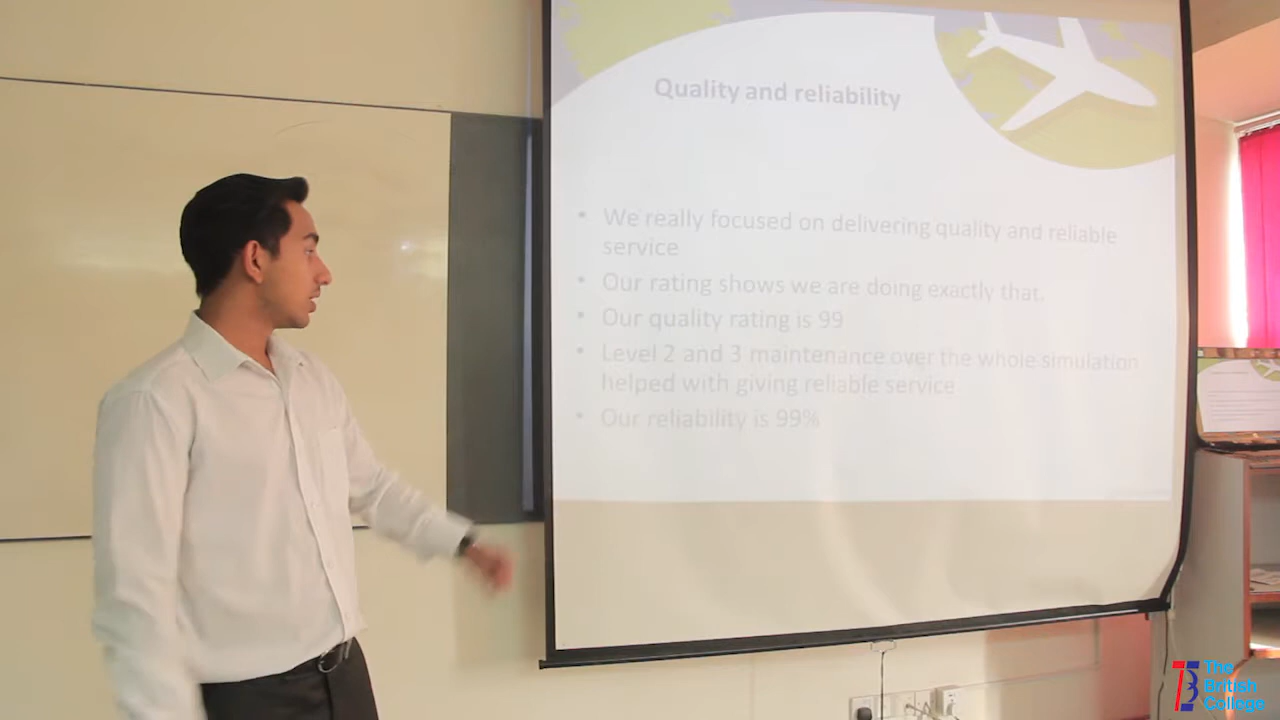 Quality and reliability
• We really focused on delivering quality and reliable
service
• Our rating shows we are doing exactly that.
• Our quality rating is 99
• Level 2 and 3 maintenance over the whole simulation
helped with giving reliable service
• Our reliability is 99%
The
British
College